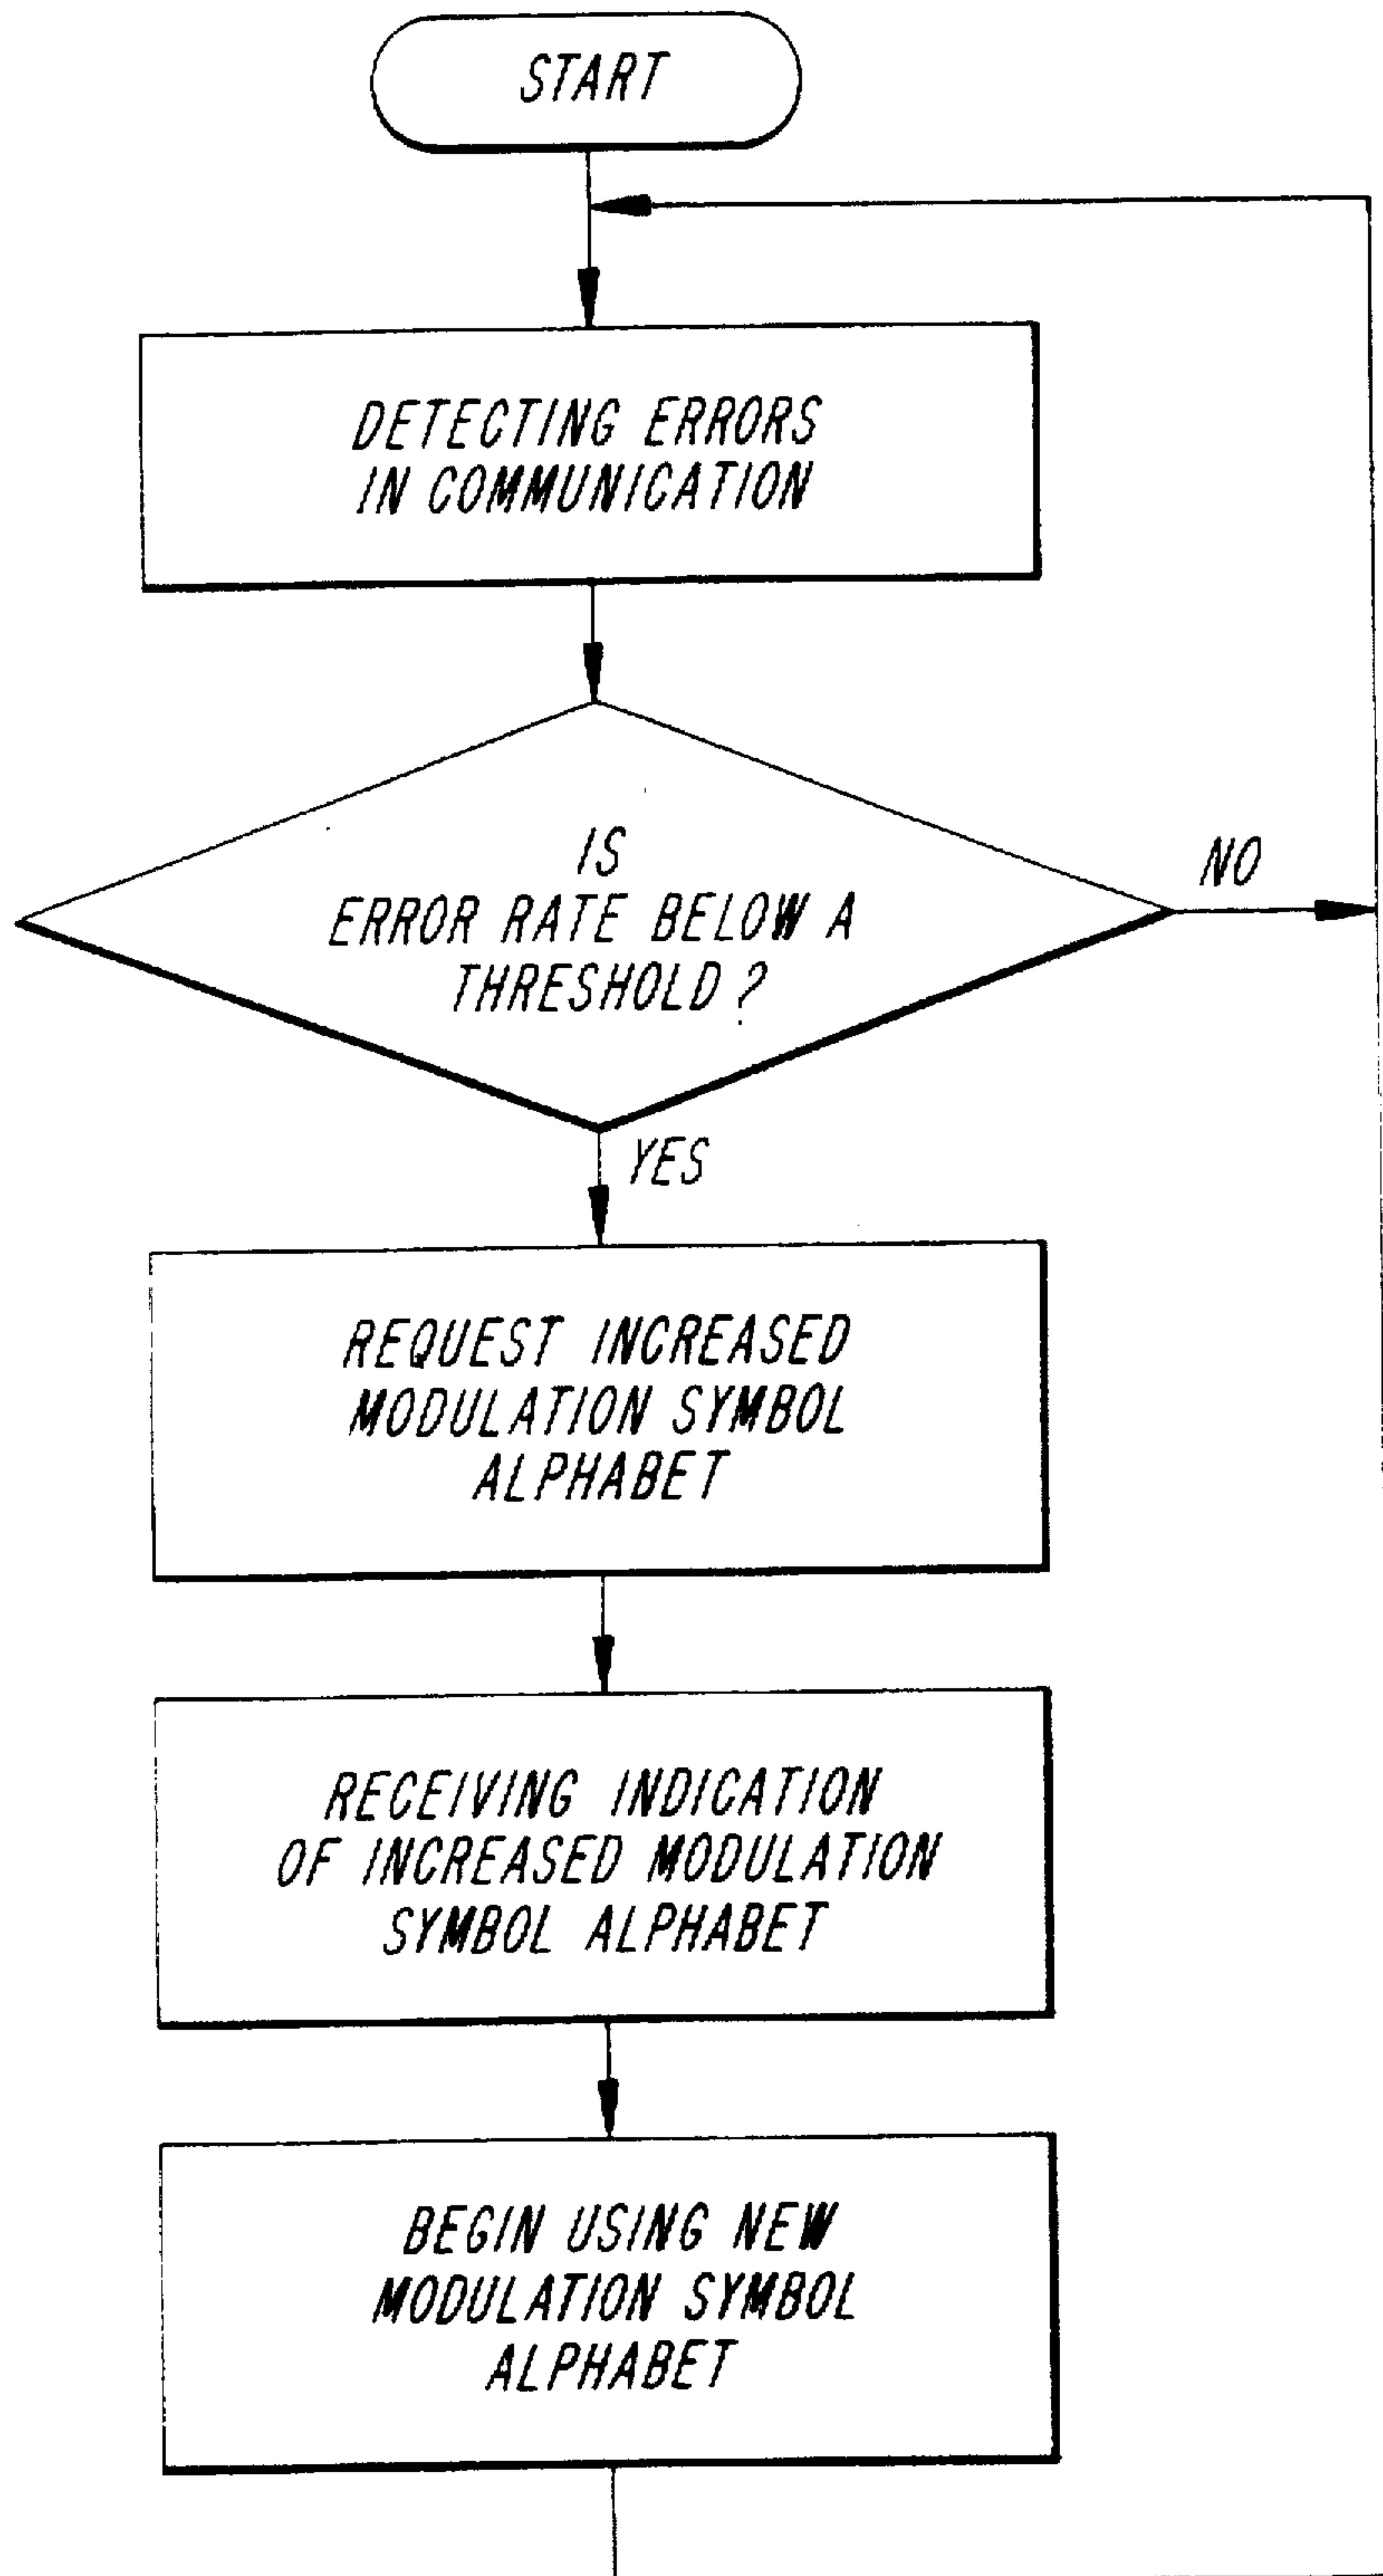 START
DETECTING ERRORS
IN COMMUNICATION
IS
ERROR RATE BELOW A
THRESHOLD ?
NO
YES
REQUEST INCREASED
MODULATION SYMBOL
ALPHABET
RECEIVING INDICATION
OF INCREASED MODULATION
SYMBOL ALPHABET
BEGIN USING NEW
MODULATION SYMBOL
ALPHABET